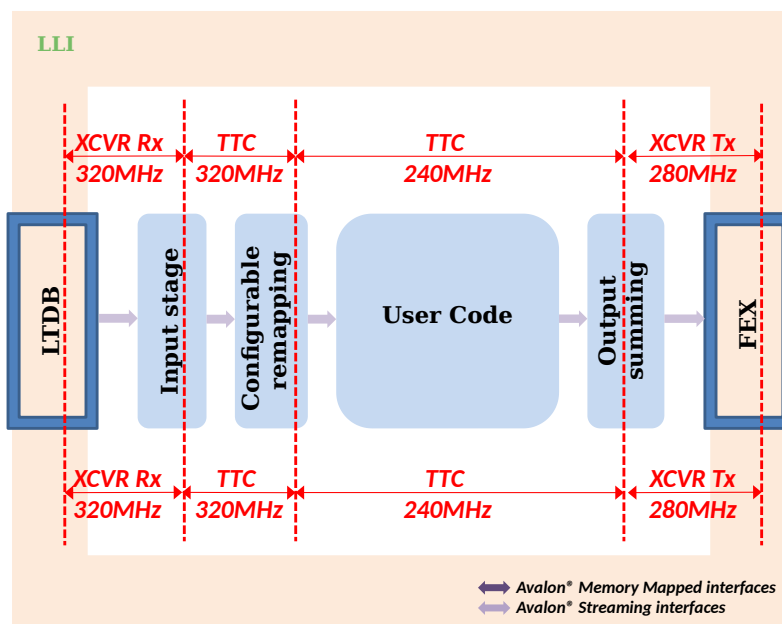 LLI
XCVR Rx TTC TTC XCVR Tx
320MHz 320MHz 240MHz 280MHz
LTDB
Input stage
Configurable
remapping
User Code
Output
summing
FEX
XCVR Rx TTC TTC XCVR Tx
320MHz 320MHz 240MHz 280MHz
Avalon® Memory Mapped interfaces
Avalon® Streaming interfaces